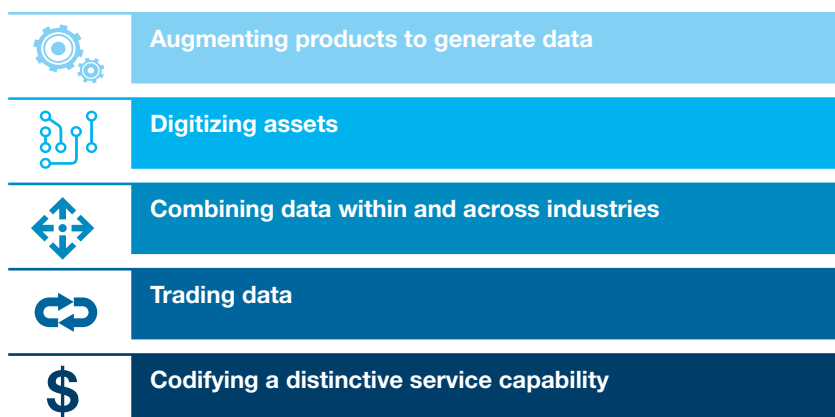 Augmenting products to generate data
Digitizing assets
Combining data within and across industries
Trading data
$ Codifying a distinctive service capability